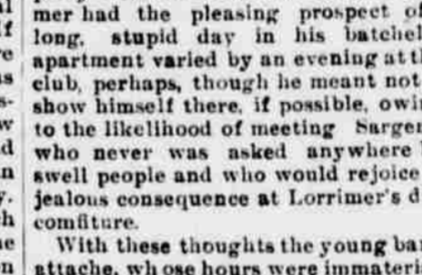 mer had the pleasing prospect of
long, stupid day in his batchel
apartment varied by an evening at t
club, perhaps, though he meant not
show himself there, if possible, owi
to the likelihood of meeting Sarger
who never was asked anywhere
swell people and who would rejoice
jealous consequence at Lorrimer's d
comfiture.
With these thoughts the young ba
attache, whose hours were immateri